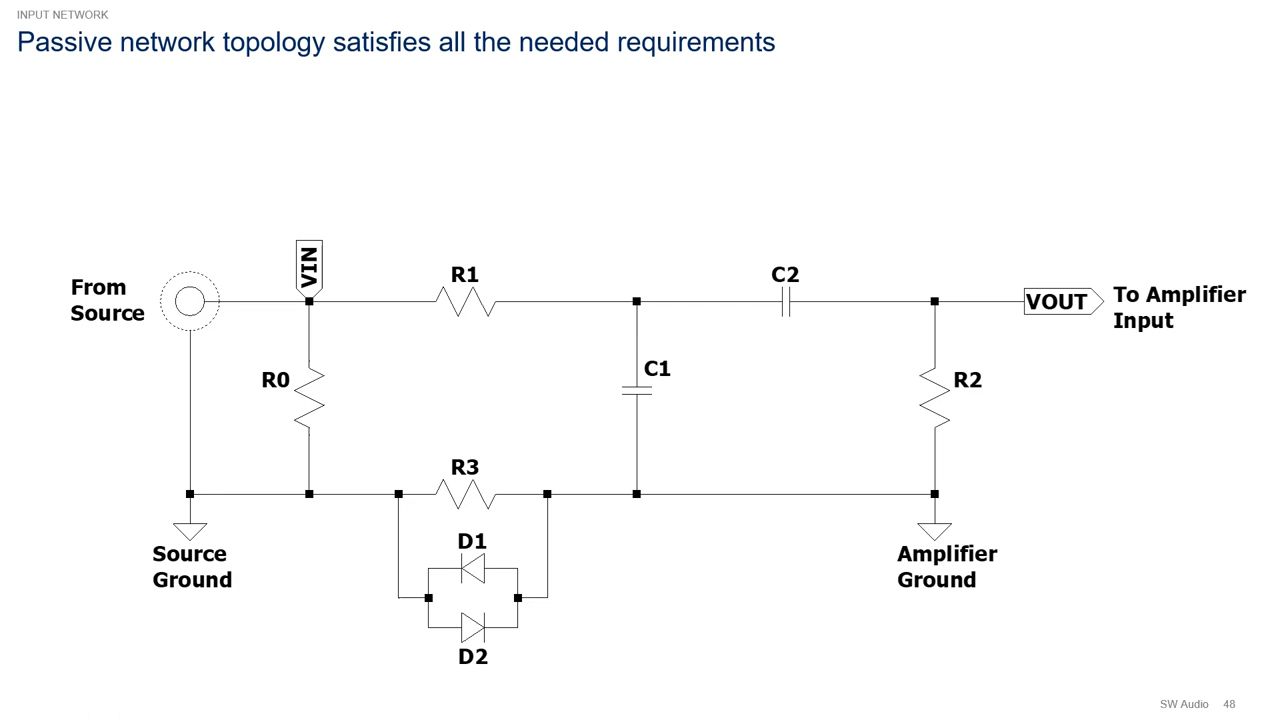 INPUT NETWORK
Passive network topology satisfies all the needed requirements
VIN
From
Source
R1
C2
VOUT
To Amplifier
Input
R0
C1
R2
R3
Source
Ground
D1
D2
Amplifier
Ground
SW Audio 48